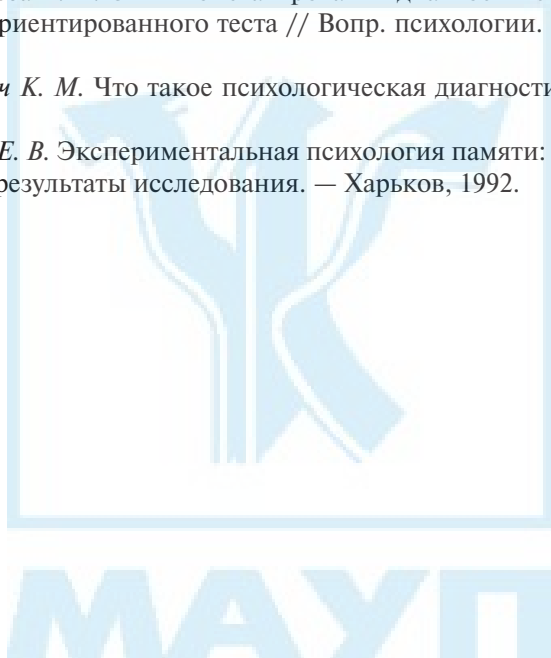 риентированного теста // Вопр. психологии.
ч К. М. Что такое психологическая диагности
Е. В. Экспериментальная психология памяти:
результаты исследования. — Харьков, 1992.
МАУП